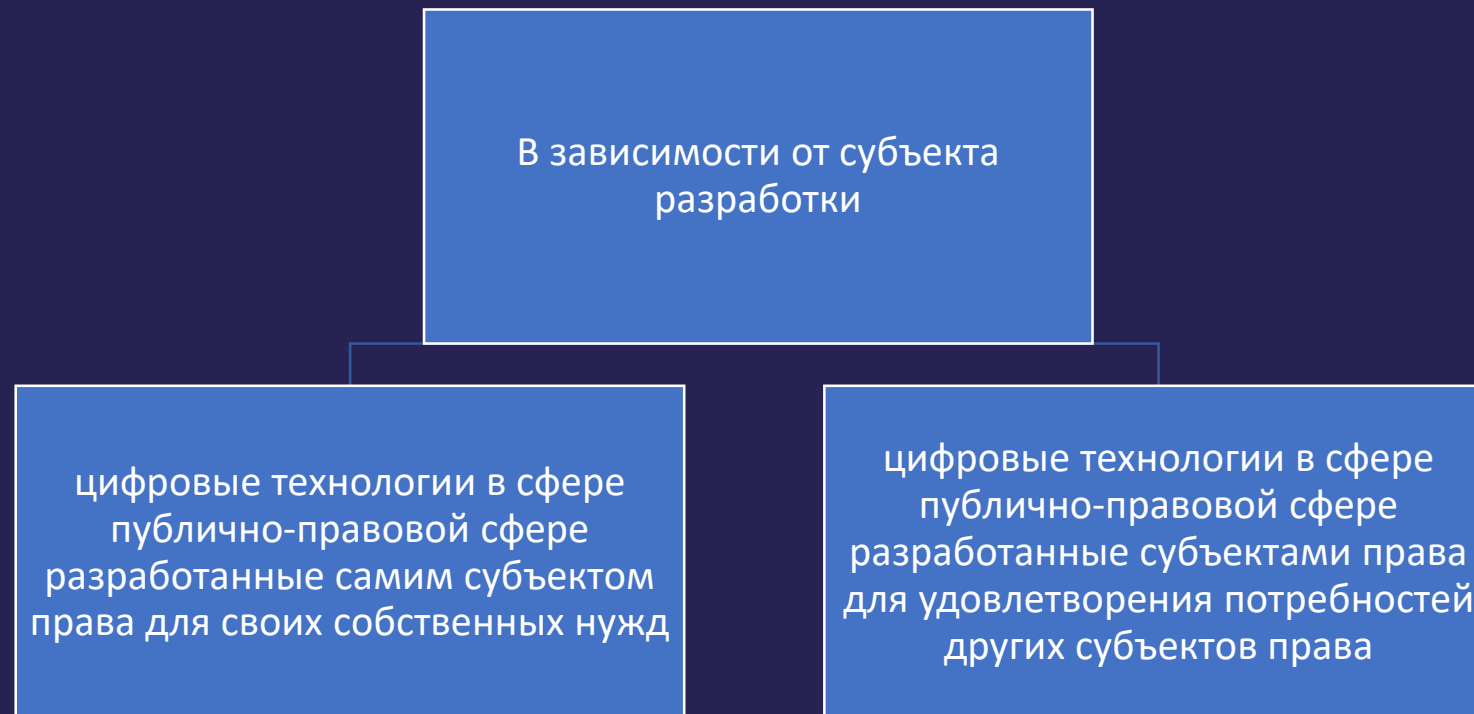 В зависимости от субъекта
разработки
цифровые технологии в сфере
публично-правовой сфере
разработанные самим субъектом
права для своих собственных нужд
цифровые технологии в сфере
публично-правовой сфере
разработанные субъектами права
для удовлетворения потребностей
других субъектов права